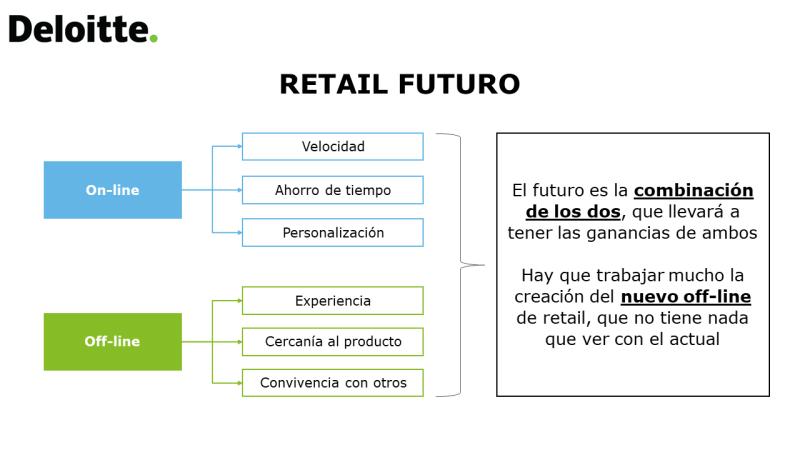 Deloitte.
RETAIL FUTURO
On-line
Velocidad
Ahorro de tiempo
Personalización
Off-line
Experiencia
Cercanía al producto
Convivencia con otros
El futuro es la combinación
de los dos, que llevará a
tener las ganancias de ambos
Hay que trabajar mucho la
creación del nuevo off-line
de retail, que no tiene nada
que ver con el actual